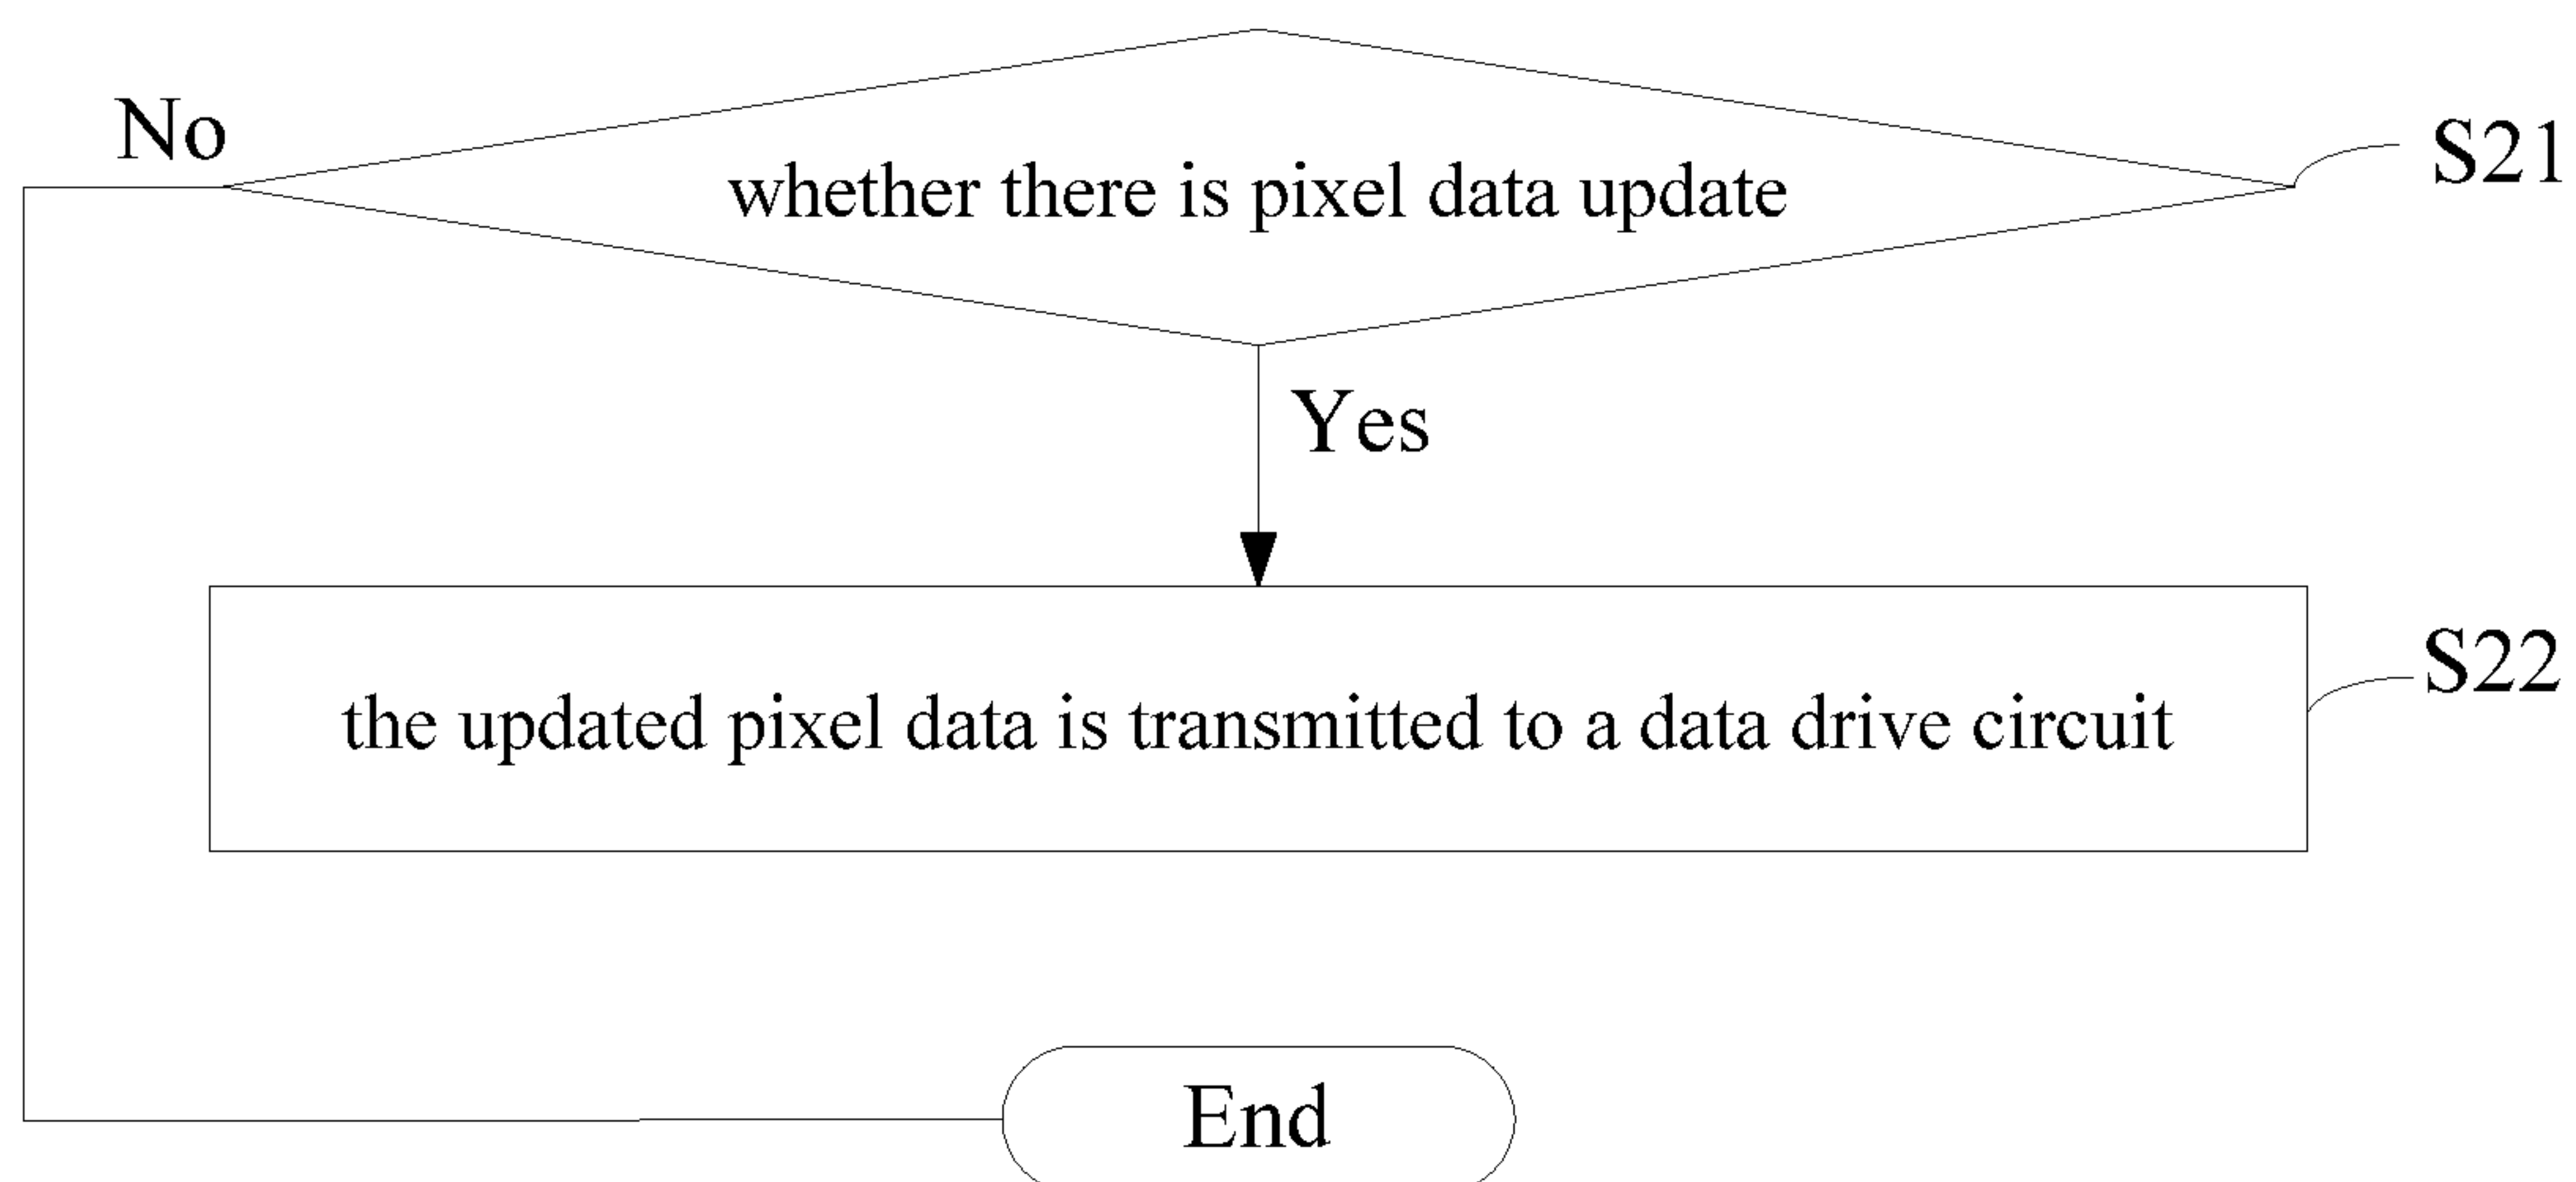 No
whether there is pixel data update
S21
Yes
the updated pixel data is transmitted to a data drive circuit
S22
End